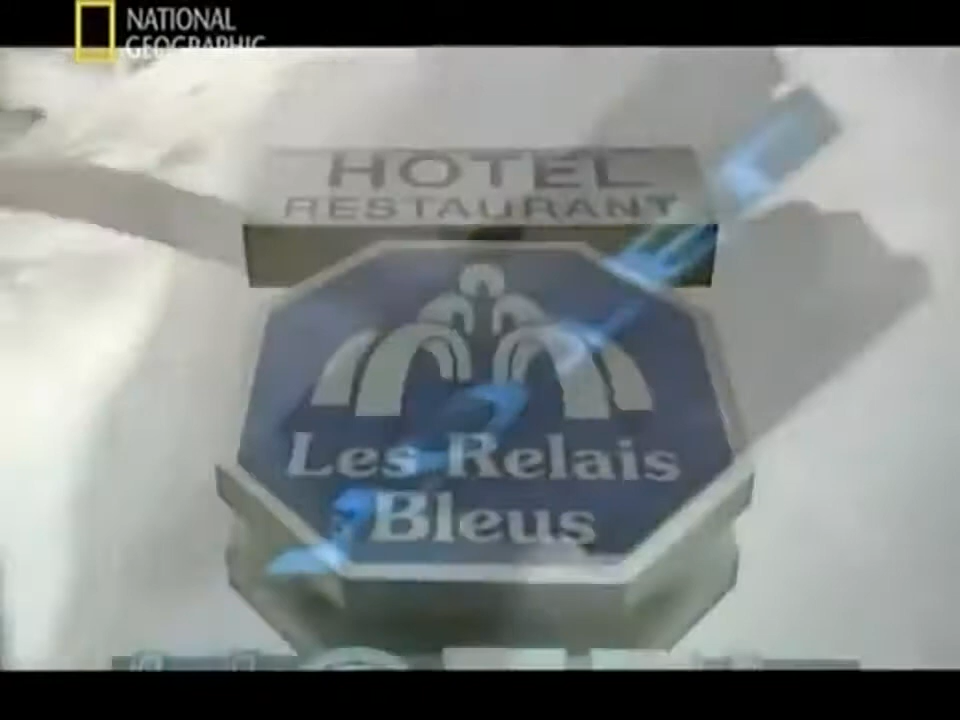 NATIONAL
GEOGRAPHIC
HOTEL
RESTAURANT
Les Relais
Bleus